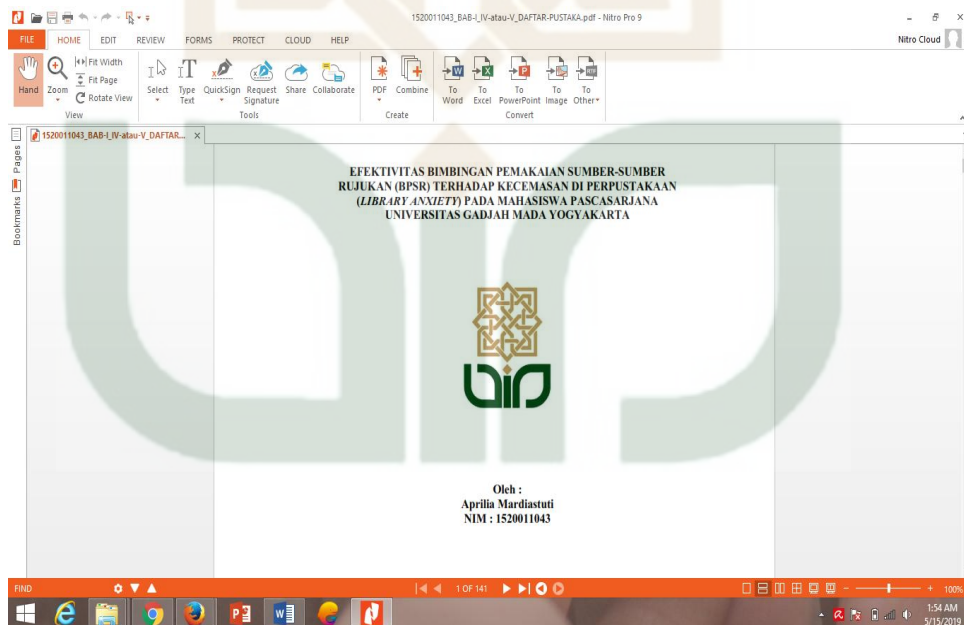 1520011043_BAB-I_IV-atau-V_DAFTAR-PUSTAKA.pdf - Nitro Pro 9
FILE HOME EDIT REVIEW FORMS PROTECT CLOUD HELP Nitro Cloud
Hand
Zoom
Fit Width
Fit Page
Rotate View
View
Select
Type Text
QuickSign
Request Signature
Share
Collaborate
Tools
PDF
Combine
Create
To Word
To Excel
To PowerPoint
To Image
To Other
Convert
1520011043_BAB-I_IV-atau-V_DAFTAR... ×
Pages
Bookmarks
EFEKTIVITAS BIMBINGAN PEMAKAIAN SUMBER-SUMBER
RUJUKAN (BPSR) TERHADAP KECEMASAN DI PERPUSTAKAAN
(LIBRARY ANXIETY) PADA MAHASISWA PASCASARJANA
UNIVERSITAS GADJAH MADA YOGYAKARTA
Oleh :
Aprilia Mardiastuti
NIM : 1520011043
FIND 1 OF 141 100%
1:54 AM
5/15/2019